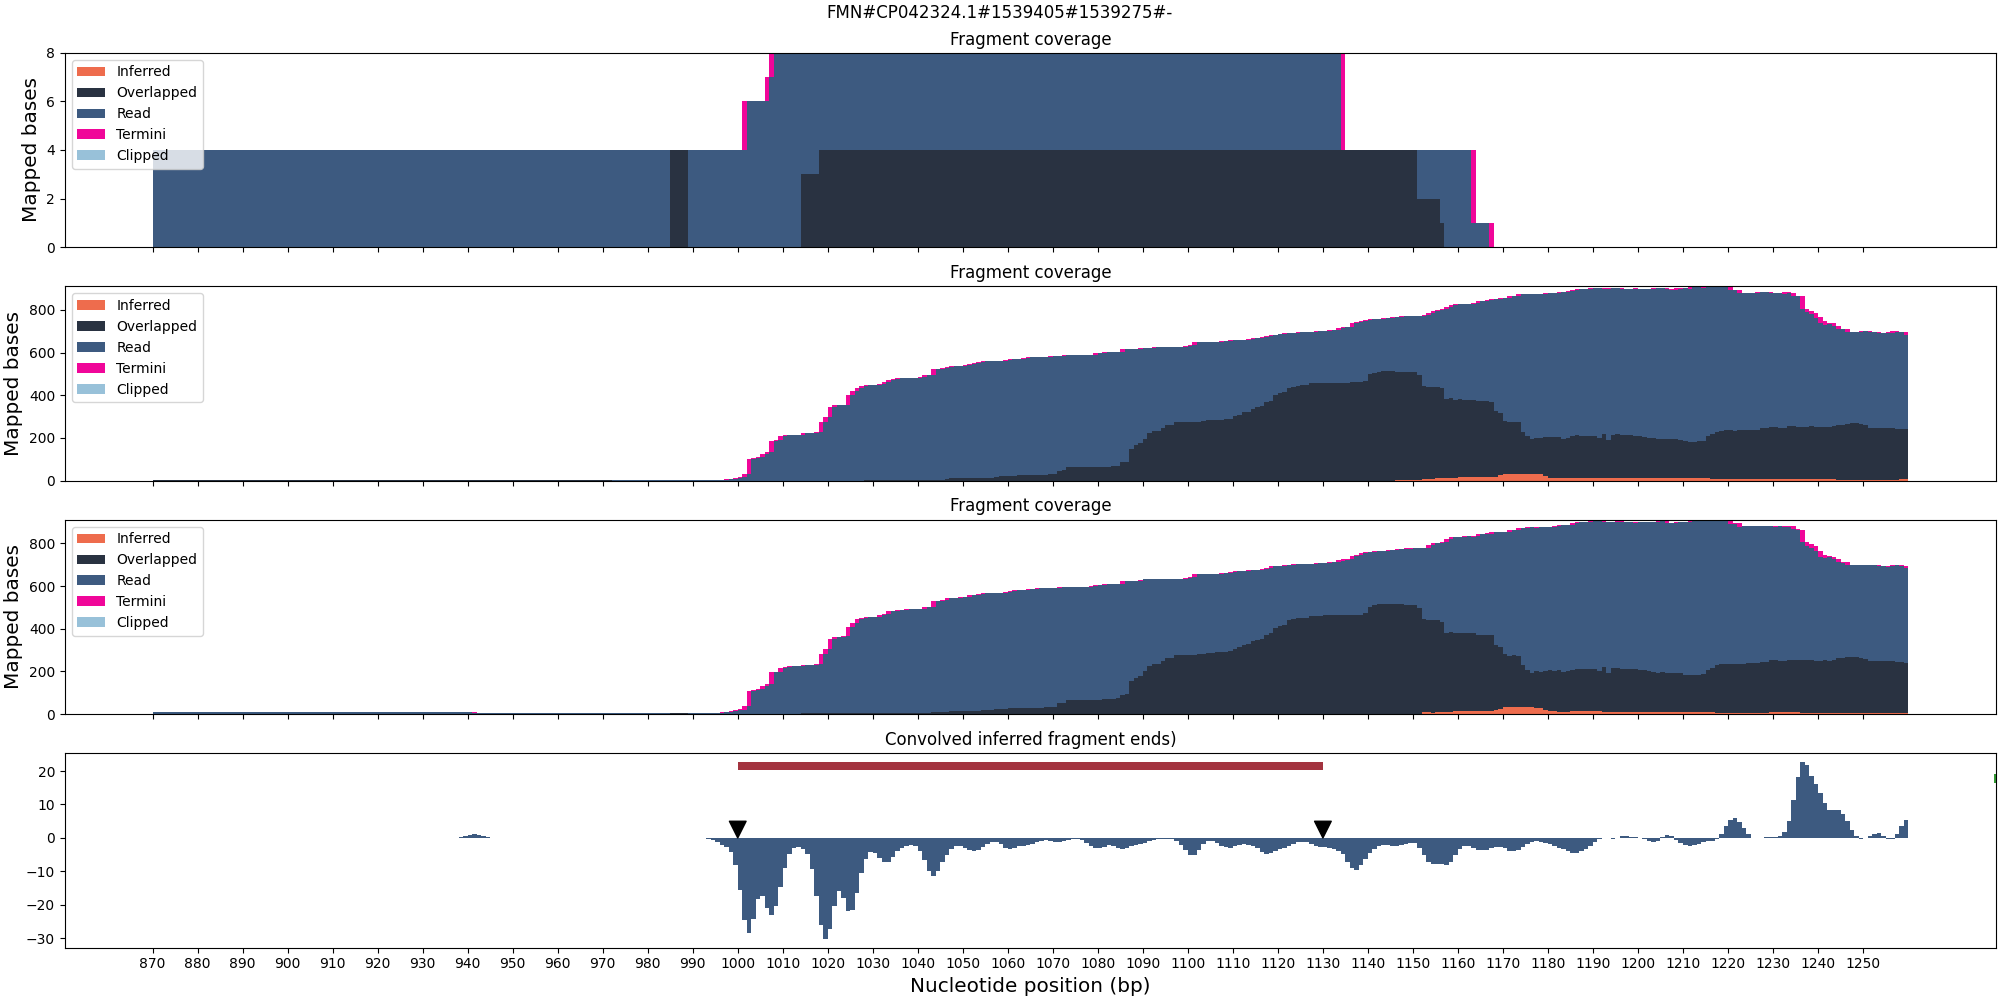 FMN#CP042324.1#1539405#1539275#-
Fragment coverage
Mapped bases
8
6
4
2
0
Inferred
Overlapped
Read
Termini
Clipped
Fragment coverage
Mapped bases
800
600
400
200
0
Inferred
Overlapped
Read
Termini
Clipped
Fragment coverage
Mapped bases
800
600
400
200
0
Inferred
Overlapped
Read
Termini
Clipped
Convolved inferred fragment ends)
20
10
0
−10
−20
−30
870 880 890 900 910 920 930 940 950 960 970 980 990 1000 1010 1020 1030 1040 1050 1060 1070 1080 1090 1100 1110 1120 1130 1140 1150 1160 1170 1180 1190 1200 1210 1220 1230 1240 1250
Nucleotide position (bp)